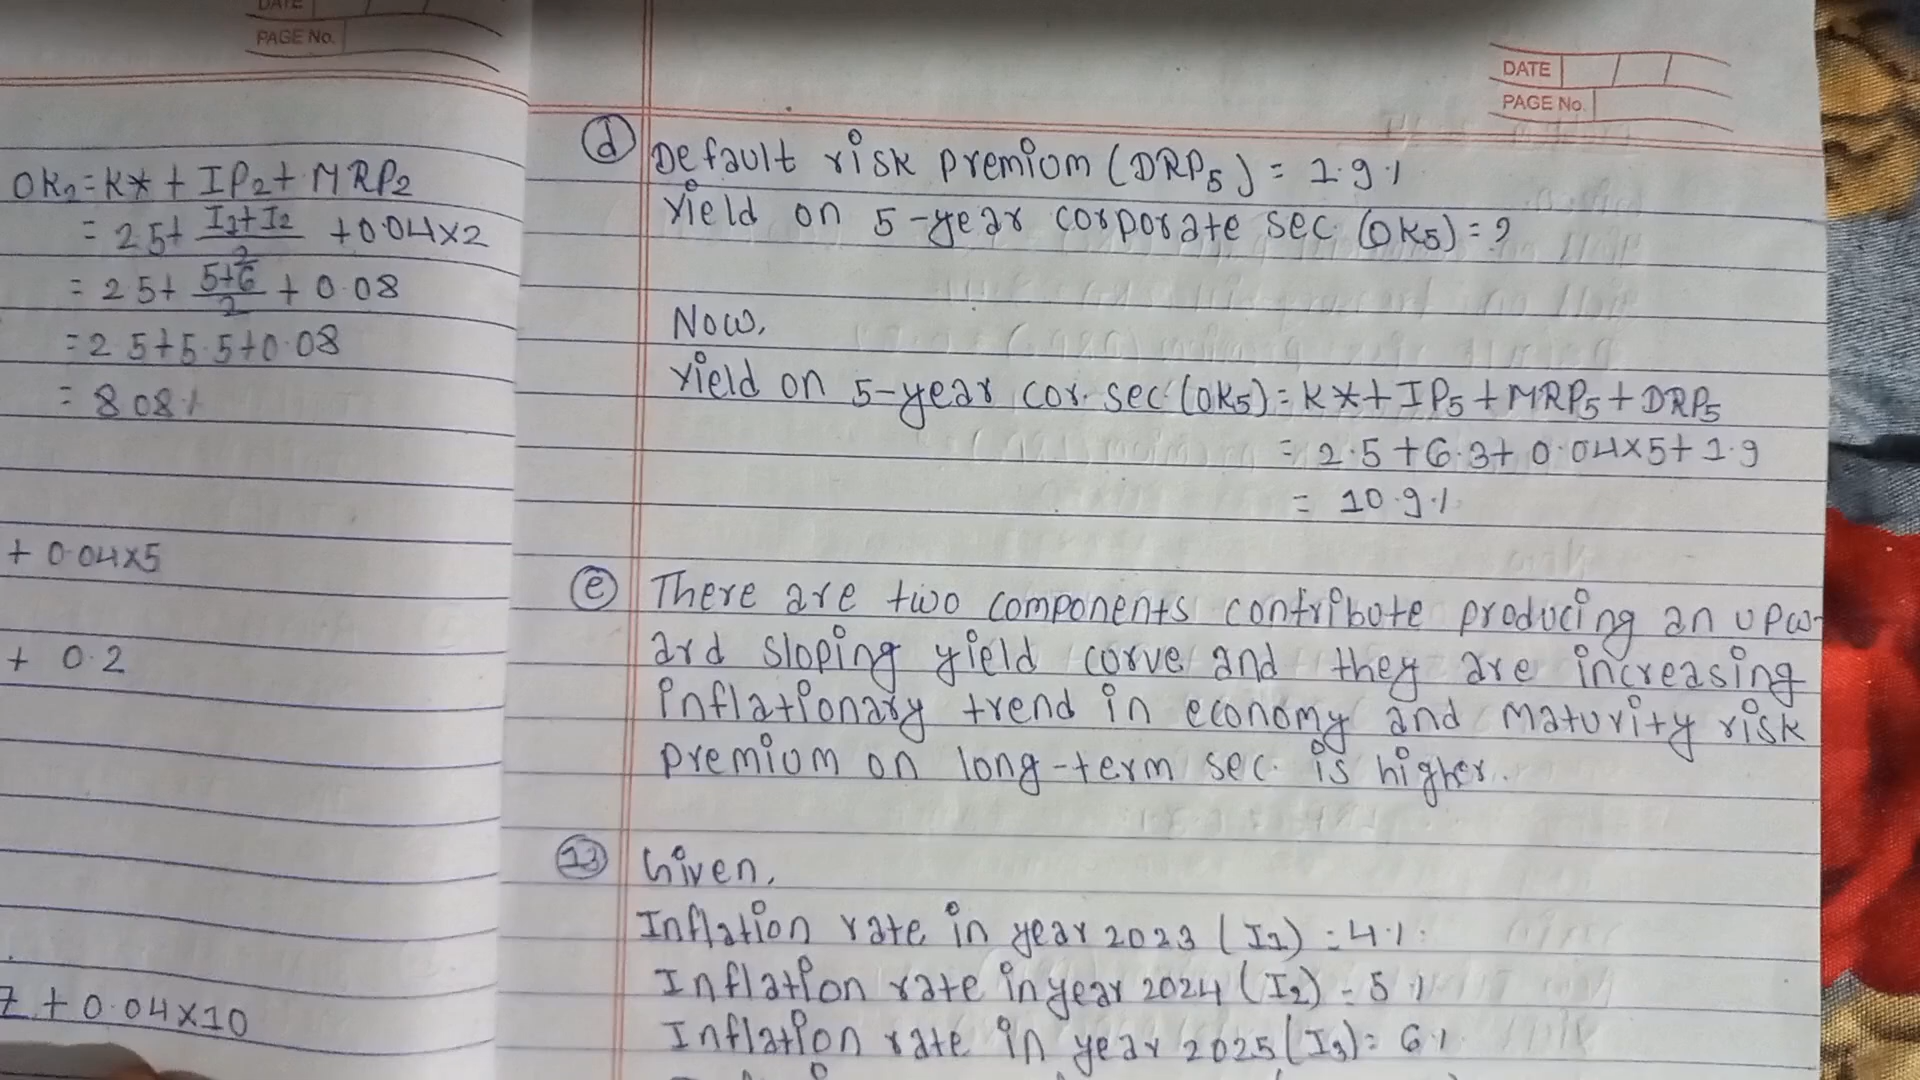 DATE
PAGE No.
0K2 = K* + IP2 + MRP2
= 2.5 + I1+I2/2 + 0.04×2
= 2.5 + 5+6/2 + 0.08
= 2.5 + 5.5 + 0.08
= 8.08%
+ 0.04×5
+ 0.2
7 + 0.04×10
DATE
PAGE No.
(d) Default risk premium (DRP5) = 1.9%
Yield on 5-year corporate sec. (0K5) = ?
Now,
Yield on 5-year cor. sec. (0K5) = K* + IP5 + MRP5 + DRP5
= 2.5 + 6.3 + 0.04×5 + 1.9
= 10.9%
(e) There are two components contribute producing an upw-
ard sloping yield curve and they are increasing
inflationary trend in economy and maturity risk
premium on long-term sec. is higher.
(13) Given,
Inflation rate in year 2023 (I1) = 4%
Inflation rate in year 2024 (I2) = 5%
Inflation rate in year 2025 (I3) = 6%